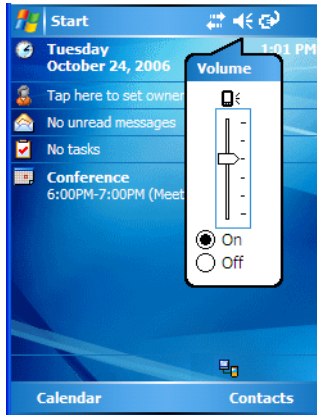 Start
Tuesday
October 24, 2006
1:01 PM
Volume
Tap here to set owner
No unread messages
No tasks
Conference
6:00PM-7:00PM (Meet
On
Off
Calendar
Contacts